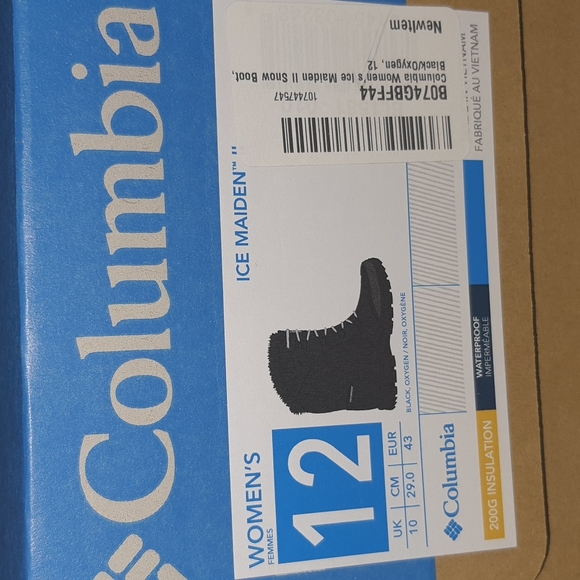 Columbia
WOMEN'S
FEMMES
ICE MAIDEN™ II
12
UK | CM | EUR
10 | 29.0 | 43
BLACK, OXYGEN / NOIR, OXYGÈNE
Columbia
200G INSULATION
WATERPROOF
IMPERMÉABLE
FABRIQUÉ AU VIETNAM
107447547
B074GBFF44
Columbia Women's Ice Maiden II Snow Boot,
Black/Oxygen, 12
NewItem